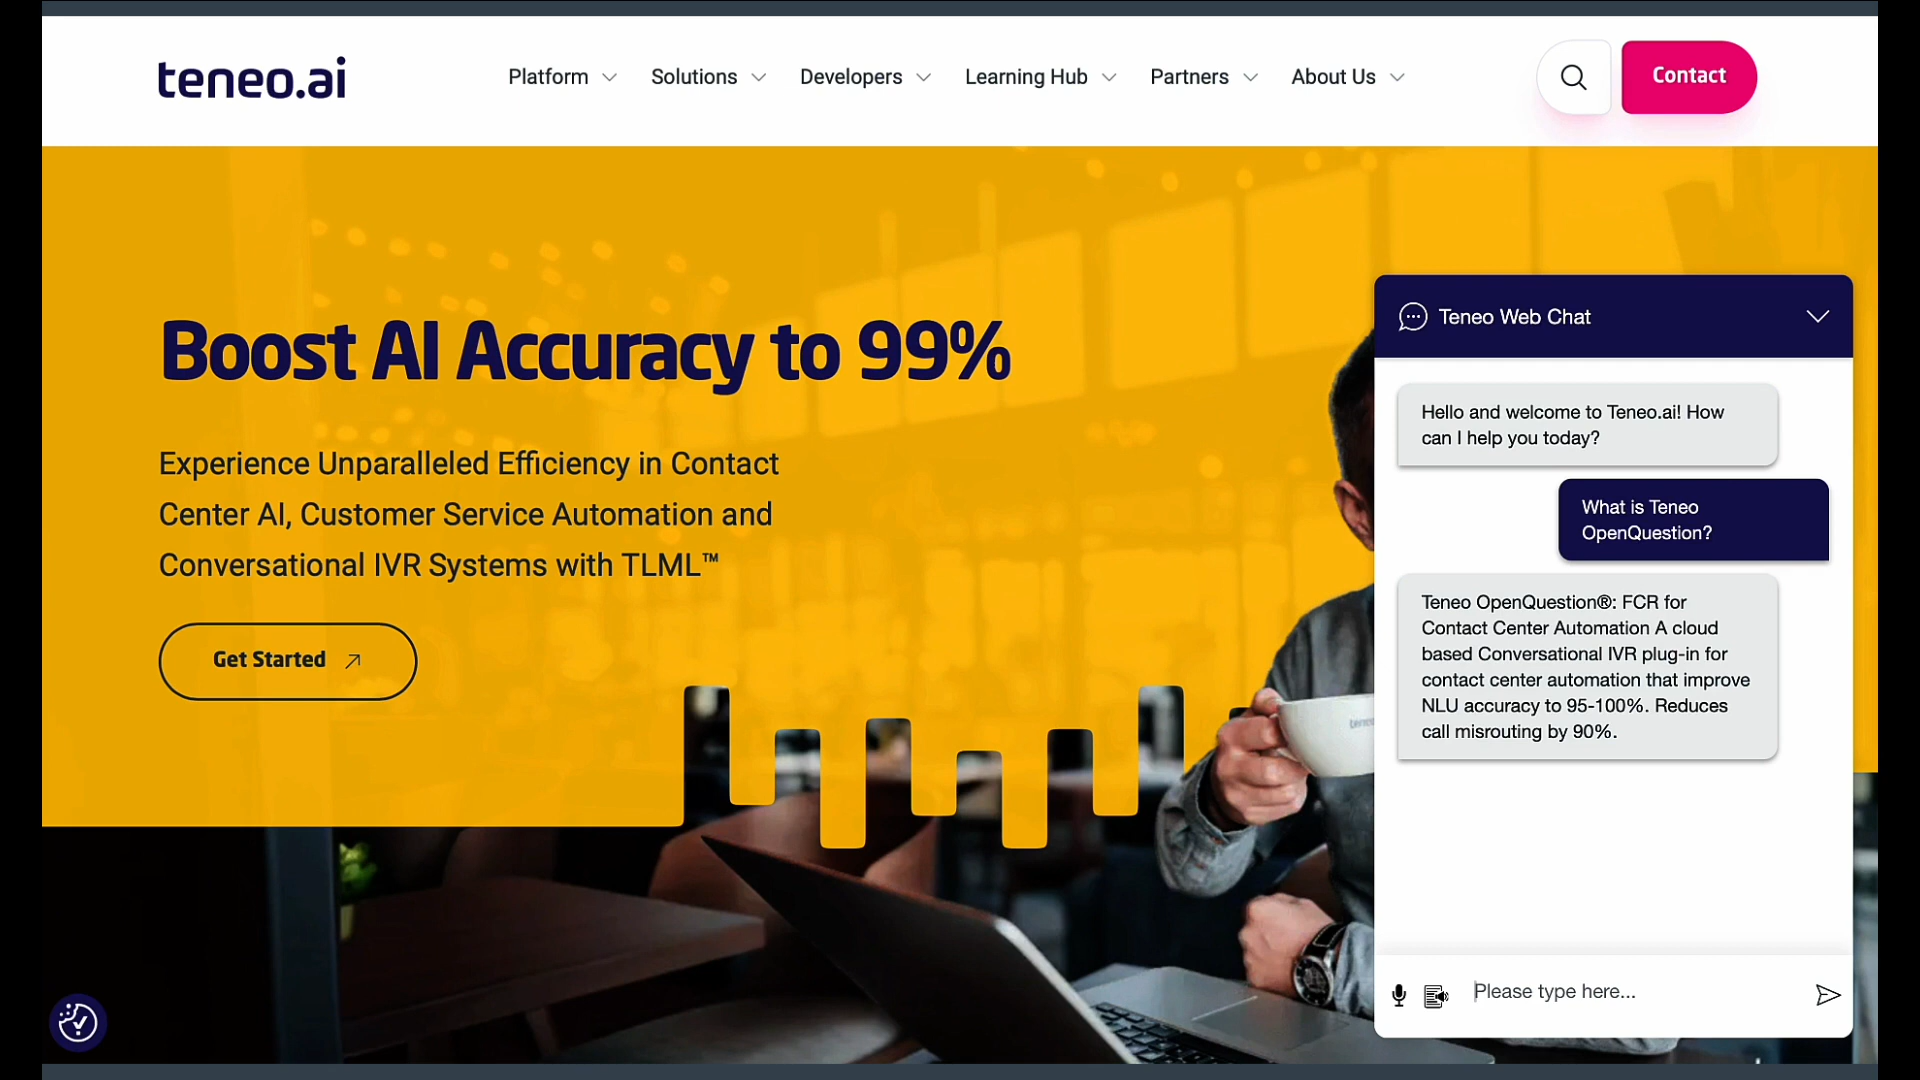 teneo.ai
Platform
Solutions
Developers
Learning Hub
Partners
About Us
Contact
Boost AI Accuracy to 99%
Experience Unparalleled Efficiency in Contact
Center AI, Customer Service Automation and
Conversational IVR Systems with TLML™
Get Started
teneo
Teneo Web Chat
Hello and welcome to Teneo.ai! How
can I help you today?
What is Teneo
OpenQuestion?
Teneo OpenQuestion®: FCR for
Contact Center Automation A cloud
based Conversational IVR plug-in for
contact center automation that improve
NLU accuracy to 95-100%. Reduces
call misrouting by 90%.
Please type here...